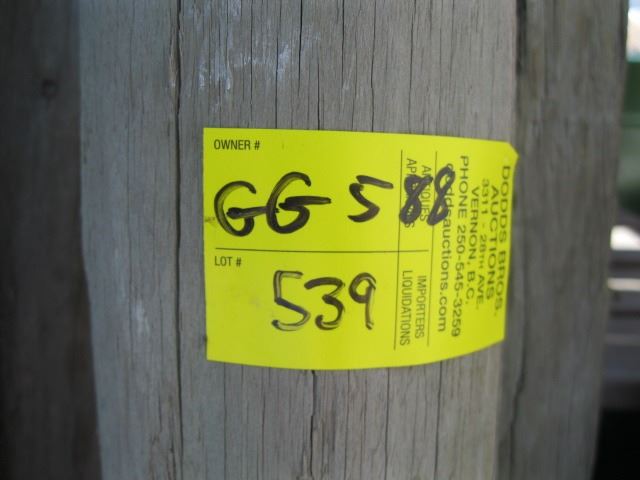 OWNER #
GG 588
LOT #
539
ANTIQUES
APPRAISALS
IMPORTERS
LIQUIDATIONS
DODDS BROS.
AUCTIONS
3311 - 28TH AVE.
VERNON, B.C.
PHONE 250-545-3259
doddsauctions.com